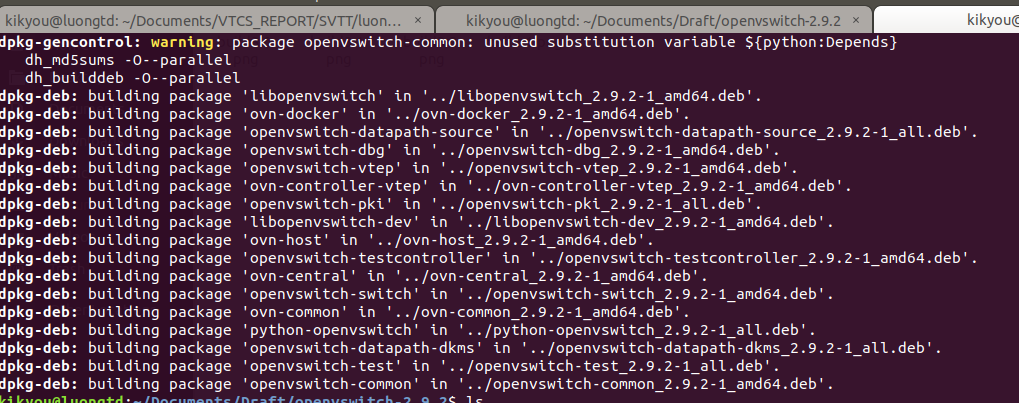 kikyou@luongtd: ~/Documents/VTCS_REPORT/SVTT/luon... × kikyou@luongtd: ~/Documents/Draft/openvswitch-2.9.2 × kikyou@
dpkg-gencontrol: warning: package openvswitch-common: unused substitution variable ${python:Depends}
dh_md5sums -O--parallel
dh_builddeb -O--parallel
dpkg-deb: building package 'libopenvswitch' in '../libopenvswitch_2.9.2-1_amd64.deb'.
dpkg-deb: building package 'ovn-docker' in '../ovn-docker_2.9.2-1_amd64.deb'.
dpkg-deb: building package 'openvswitch-datapath-source' in '../openvswitch-datapath-source_2.9.2-1_all.deb'.
dpkg-deb: building package 'openvswitch-dbg' in '../openvswitch-dbg_2.9.2-1_amd64.deb'.
dpkg-deb: building package 'openvswitch-vtep' in '../openvswitch-vtep_2.9.2-1_amd64.deb'.
dpkg-deb: building package 'ovn-controller-vtep' in '../ovn-controller-vtep_2.9.2-1_amd64.deb'.
dpkg-deb: building package 'openvswitch-pki' in '../openvswitch-pki_2.9.2-1_all.deb'.
dpkg-deb: building package 'libopenvswitch-dev' in '../libopenvswitch-dev_2.9.2-1_amd64.deb'.
dpkg-deb: building package 'ovn-host' in '../ovn-host_2.9.2-1_amd64.deb'.
dpkg-deb: building package 'openvswitch-testcontroller' in '../openvswitch-testcontroller_2.9.2-1_amd64.deb'.
dpkg-deb: building package 'ovn-central' in '../ovn-central_2.9.2-1_amd64.deb'.
dpkg-deb: building package 'openvswitch-switch' in '../openvswitch-switch_2.9.2-1_amd64.deb'.
dpkg-deb: building package 'ovn-common' in '../ovn-common_2.9.2-1_amd64.deb'.
dpkg-deb: building package 'python-openvswitch' in '../python-openvswitch_2.9.2-1_all.deb'.
dpkg-deb: building package 'openvswitch-datapath-dkms' in '../openvswitch-datapath-dkms_2.9.2-1_all.deb'.
dpkg-deb: building package 'openvswitch-test' in '../openvswitch-test_2.9.2-1_all.deb'.
dpkg-deb: building package 'openvswitch-common' in '../openvswitch-common_2.9.2-1_amd64.deb'.
kikyou@luongtd:~/Documents/Draft/openvswitch-2.9.2$ ls